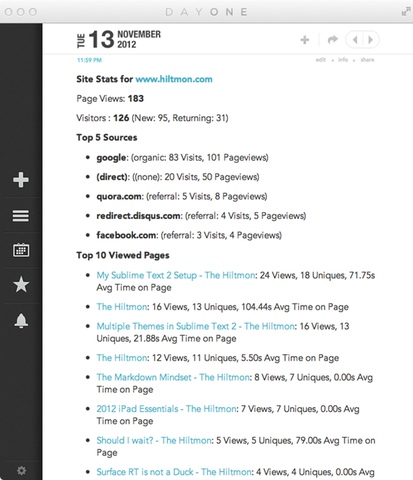 DAYONE
TUE 13 NOVEMBER 2012
11:59 PM
edit • info • share
Site Stats for www.hiltmon.com
Page Views: 183
Visitors : 126 (New: 95, Returning: 31)
Top 5 Sources
• google: (organic: 83 Visits, 101 Pageviews)
• (direct): ((none): 20 Visits, 50 Pageviews)
• quora.com: (referral: 5 Visits, 8 Pageviews)
• redirect.disqus.com: (referral: 4 Visits, 5 Pageviews)
• facebook.com: (referral: 3 Visits, 4 Pageviews)
Top 10 Viewed Pages
• My Sublime Text 2 Setup - The Hiltmon: 24 Views, 18 Uniques, 71.75s
Avg Time on Page
• The Hiltmon: 16 Views, 13 Uniques, 104.44s Avg Time on Page
• Multiple Themes in Sublime Text 2 - The Hiltmon: 16 Views, 13
Uniques, 21.88s Avg Time on Page
• The Hiltmon: 12 Views, 11 Uniques, 5.50s Avg Time on Page
• The Markdown Mindset - The Hiltmon: 8 Views, 7 Uniques, 0.00s Avg
Time on Page
• 2012 iPad Essentials - The Hiltmon: 7 Views, 7 Uniques, 0.00s Avg
Time on Page
• Should I wait? - The Hiltmon: 5 Views, 5 Uniques, 79.00s Avg Time on
Page
• Surface RT is not a Duck - The Hiltmon: 4 Views, 4 Uniques, 0.00s Avg